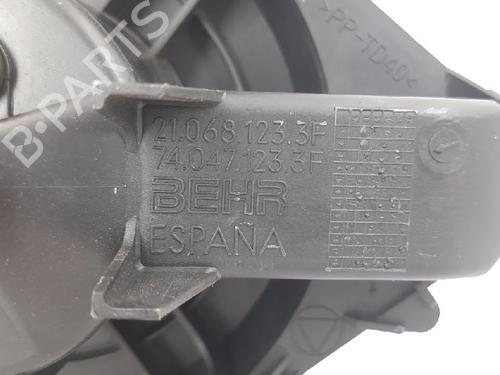 B-PARTS
>PP-TD40<
21.068.123.3F
74.047.123.3F
BEHR
ESPAÑA